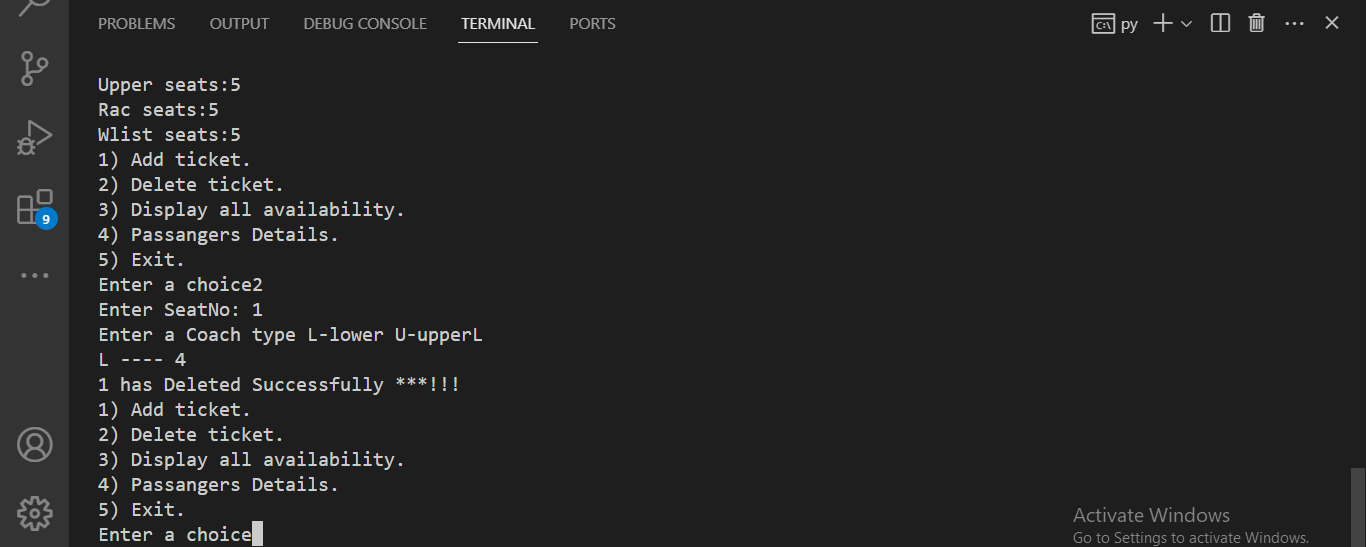 PROBLEMS OUTPUT DEBUG CONSOLE TERMINAL PORTS py
Upper seats:5
Rac seats:5
Wlist seats:5
1) Add ticket.
2) Delete ticket.
3) Display all availability.
4) Passangers Details.
5) Exit.
Enter a choice2
Enter SeatNo: 1
Enter a Coach type L-lower U-upperL
L ---- 4
1 has Deleted Successfully ***!!!
1) Add ticket.
2) Delete ticket.
3) Display all availability.
4) Passangers Details.
5) Exit.
Enter a choice
9
Activate Windows
Go to Settings to activate Windows.